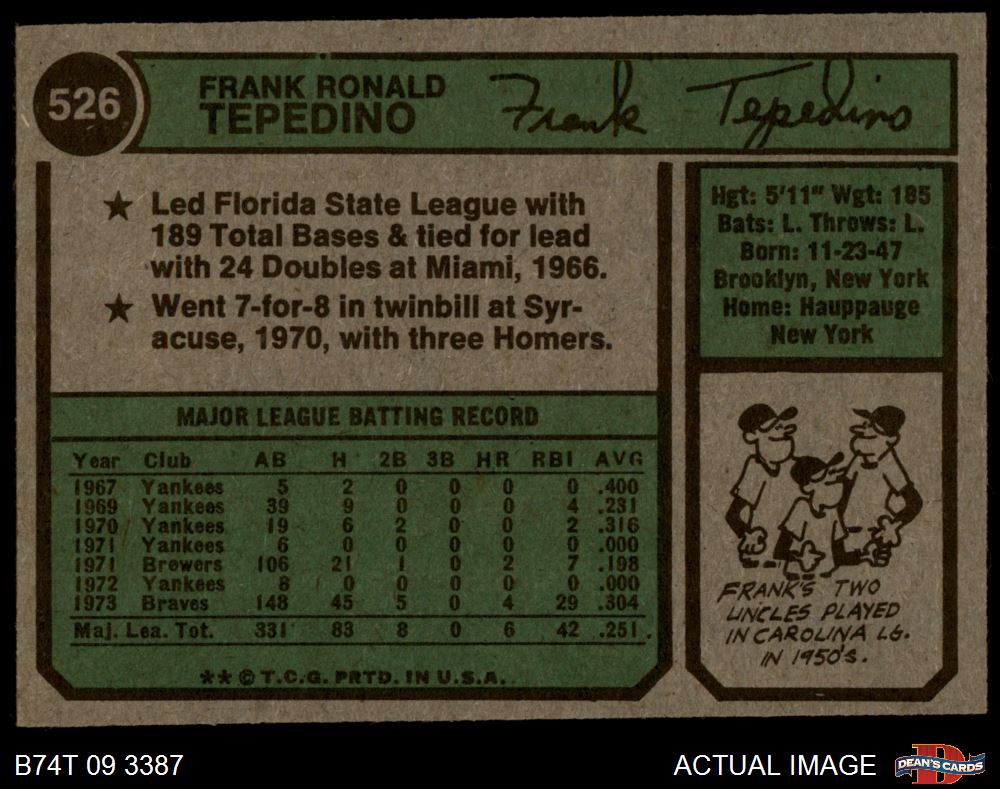 526
FRANK RONALD
TEPEDINO
Frank Tepedino
★ Led Florida State League with
189 Total Bases & tied for lead
with 24 Doubles at Miami, 1966.
★ Went 7-for-8 in twinbill at Syr-
acuse, 1970, with three Homers.
Hgt: 5'11" Wgt: 185
Bats: L. Throws: L.
Born: 11-23-47
Brooklyn, New York
Home: Hauppauge
New York
MAJOR LEAGUE BATTING RECORD
Year Club AB H 2B 3B HR RBI AVG
1967 Yankees 5 2 0 0 0 0 .400
1969 Yankees 39 9 0 0 0 4 .231
1970 Yankees 19 6 2 0 0 2 .316
1971 Yankees 6 0 0 0 0 0 .000
1971 Brewers 106 21 1 0 2 7 .198
1972 Yankees 8 0 0 0 0 0 .000
1973 Braves 148 45 5 0 4 29 .304
Maj. Lea. Tot. 331 83 8 0 6 42 .251
** © T.C.G. PRTD. IN U.S.A.
FRANK'S TWO
UNCLES PLAYED
IN CAROLINA LG.
IN 1950'S.
B74T 09 3387
ACTUAL IMAGE
DEAN'S CARDS